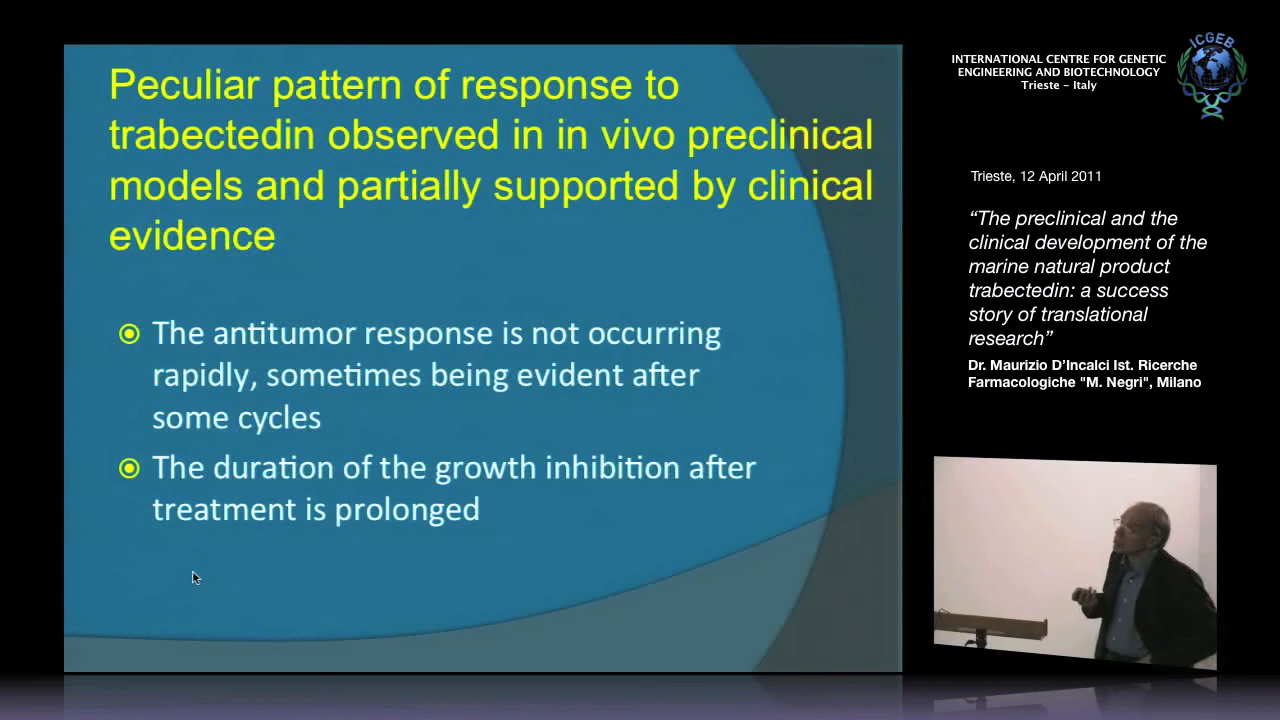 Peculiar pattern of response to
trabectedin observed in in vivo preclinical
models and partially supported by clinical
evidence
The antitumor response is not occurring
rapidly, sometimes being evident after
some cycles
The duration of the growth inhibition after
treatment is prolonged
INTERNATIONAL CENTRE FOR GENETIC
ENGINEERING AND BIOTECHNOLOGY
Trieste – Italy
ICGEB
Trieste, 12 April 2011
“The preclinical and the
clinical development of the
marine natural product
trabectedin: a success
story of translational
research”
Dr. Maurizio D’Incalci Ist. Ricerche
Farmacologiche "M. Negri", Milano